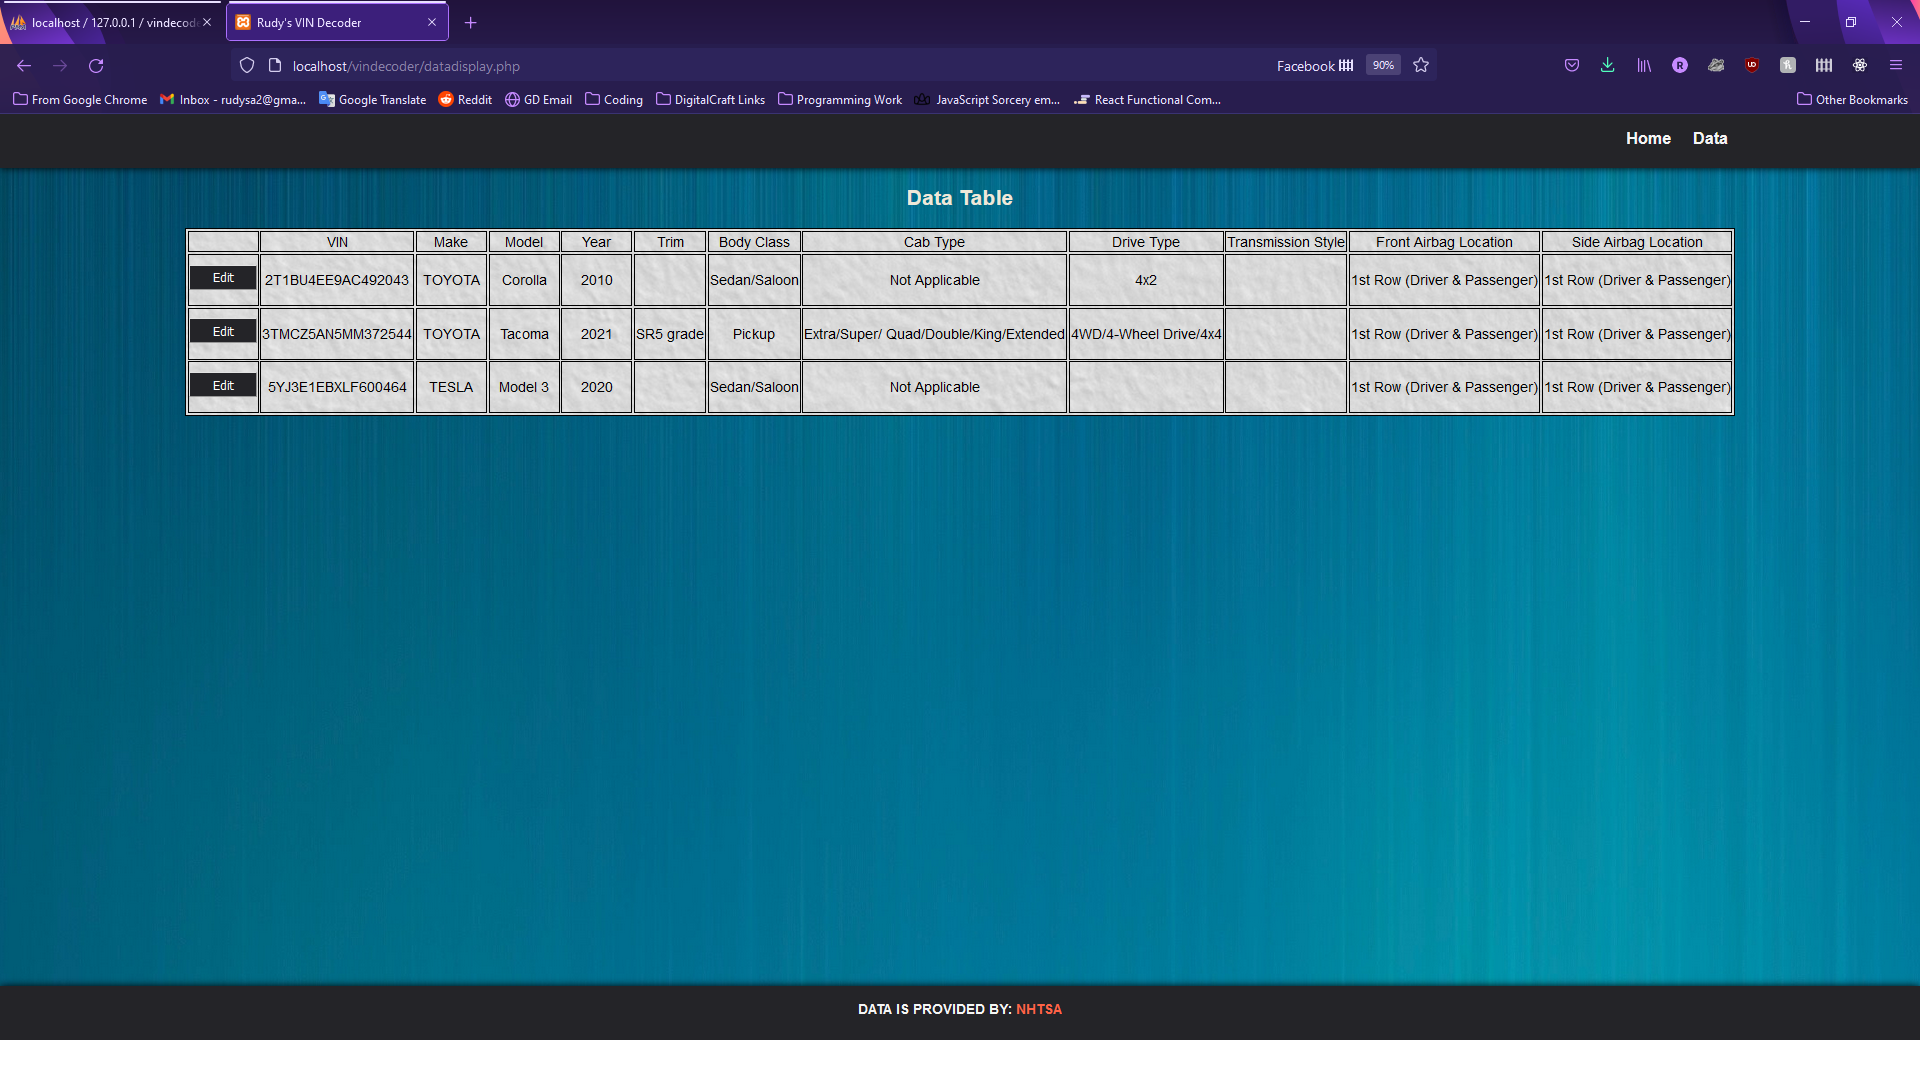 localhost / 127.0.0.1 / vindecod
Rudy's VIN Decoder
localhost/vindecoder/datadisplay.php
Facebook
90%
From Google Chrome
Inbox - rudysa2@gma...
Google Translate
Reddit
GD Email
Coding
DigitalCraft Links
Programming Work
JavaScript Sorcery em...
React Functional Com...
Other Bookmarks
Home Data
Data Table
VIN Make Model Year Trim Body Class Cab Type Drive Type Transmission Style Front Airbag Location Side Airbag Location
Edit 2T1BU4EE9AC492043 TOYOTA Corolla 2010 Sedan/Saloon Not Applicable 4x2 1st Row (Driver & Passenger) 1st Row (Driver & Passenger)
Edit 3TMCZ5AN5MM372544 TOYOTA Tacoma 2021 SR5 grade Pickup Extra/Super/ Quad/Double/King/Extended 4WD/4-Wheel Drive/4x4 1st Row (Driver & Passenger) 1st Row (Driver & Passenger)
Edit 5YJ3E1EBXLF600464 TESLA Model 3 2020 Sedan/Saloon Not Applicable 1st Row (Driver & Passenger) 1st Row (Driver & Passenger)
DATA IS PROVIDED BY: NHTSA